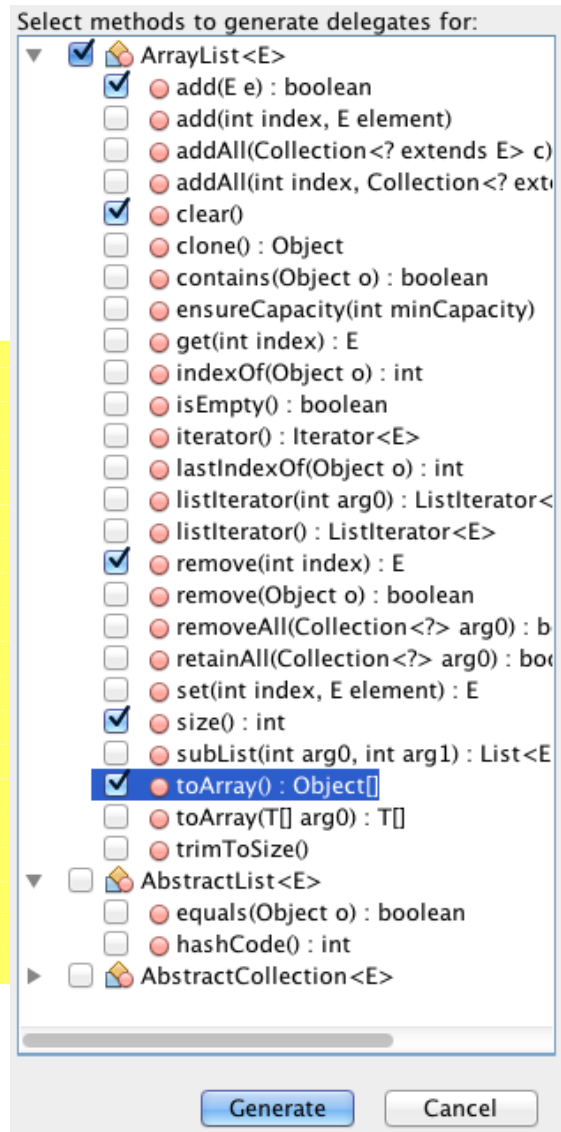 Select methods to generate delegates for:
ArrayList<E>
add(E e) : boolean
add(int index, E element)
addAll(Collection<? extends E> c)
addAll(int index, Collection<? exte
clear()
clone() : Object
contains(Object o) : boolean
ensureCapacity(int minCapacity)
get(int index) : E
indexOf(Object o) : int
isEmpty() : boolean
iterator() : Iterator<E>
lastIndexOf(Object o) : int
listIterator(int arg0) : ListIterator<
listIterator() : ListIterator<E>
remove(int index) : E
remove(Object o) : boolean
removeAll(Collection<?> arg0) : b
retainAll(Collection<?> arg0) : boo
set(int index, E element) : E
size() : int
subList(int arg0, int arg1) : List<E
toArray() : Object[]
toArray(T[] arg0) : T[]
trimToSize()
AbstractList<E>
equals(Object o) : boolean
hashCode() : int
AbstractCollection<E>
Generate
Cancel